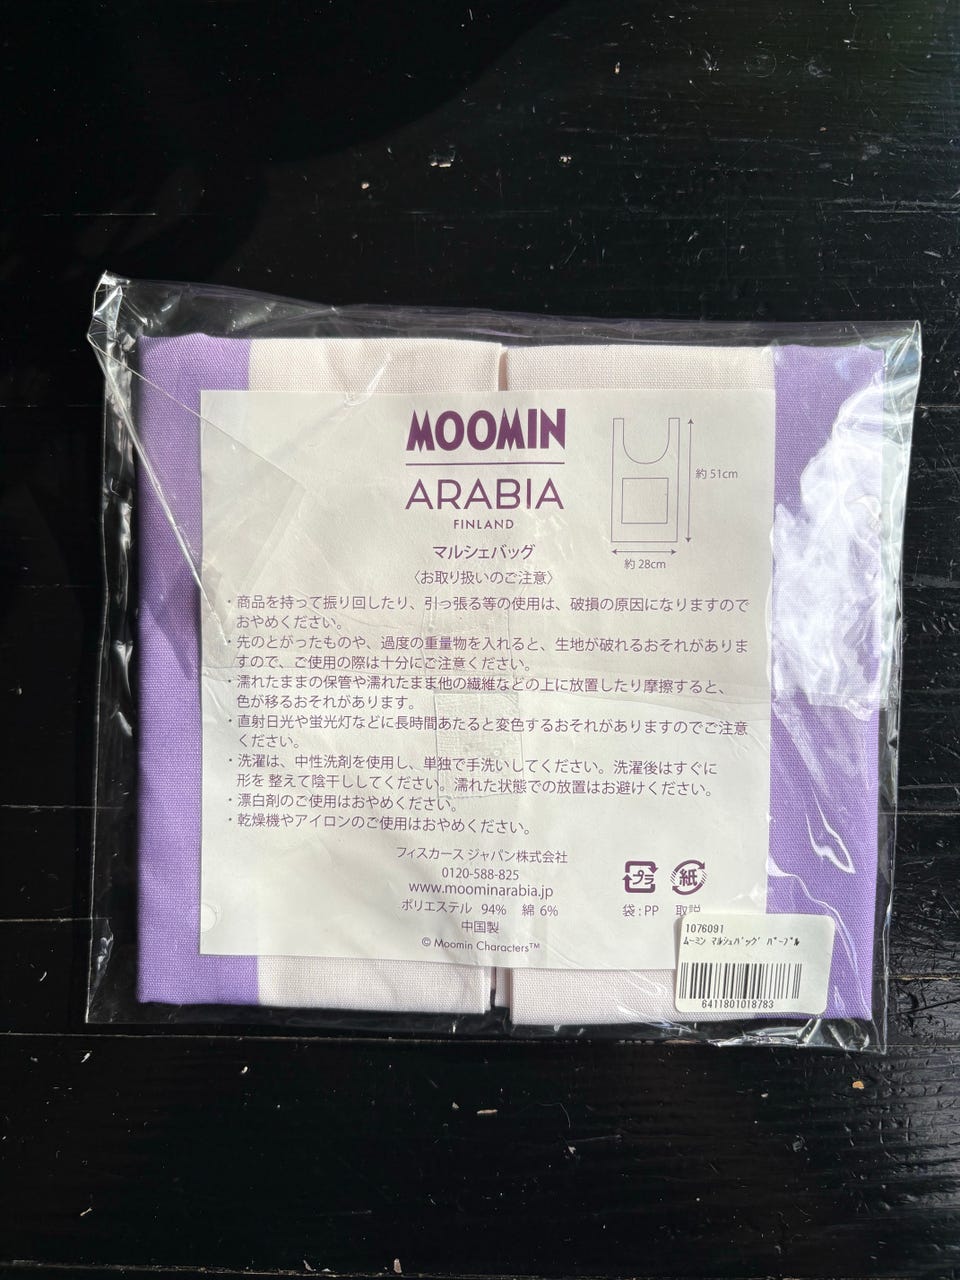 MOOMIN
ARABIA
FINLAND
約 51cm
約 28cm
マルシェバッグ
〈お取り扱いのご注意〉
・商品を持って振り回したり、引っ張る等の使用は、破損の原因になりますので
おやめください。
・先のとがったものや、過度の重量物を入れると、生地が破れるおそれがありま
すので、ご使用の際は十分にご注意ください。
・濡れたままの保管や濡れたまま他の繊維などの上に放置したり摩擦すると、
色が移るおそれがあります。
・直射日光や蛍光灯などに長時間あたると変色するおそれがありますのでご注意
ください。
・洗濯は、中性洗剤を使用し、単独で手洗いしてください。洗濯後はすぐに
形を 整えて陰干ししてください。濡れた状態での放置はお避けください。
・漂白剤のご使用はおやめください。
・乾燥機やアイロンのご使用はおやめください。
フィスカース ジャパン株式会社
0120-588-825
www.moominarabia.jp
ポリエステル 94% 綿 6%
中国製
© Moomin Characters™
プラ 紙
袋 : PP 取説
1076091
ﾑｰﾐﾝ ﾏﾙｼｪﾊﾞｯｸﾞ ﾊﾟｰﾌﾟﾙ
6411801018783